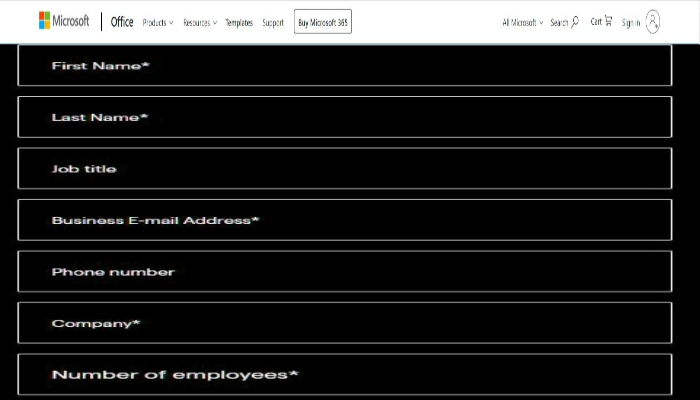 Microsoft Office Products Resources Templates Support Buy Microsoft 365 All Microsoft Search Cart Sign in
First Name*
Last Name*
Job title
Business E-mail Address*
Phone number
Company*
Number of employees*